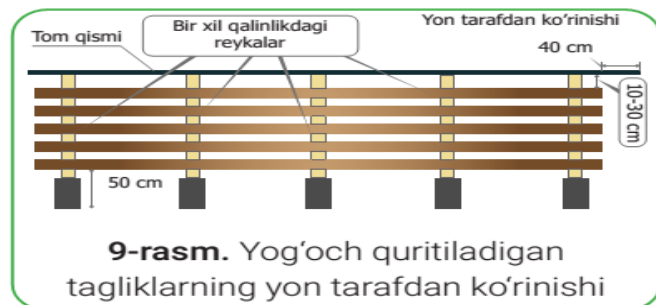 Yon tarafdan ko‘rinishi
Bir xil qalinlikdagi
reykalar
Tom qismi
40 cm
10-30 cm
50 cm
9-rasm. Yog‘och quritiladigan
tagliklarning yon tarafdan ko‘rinishi